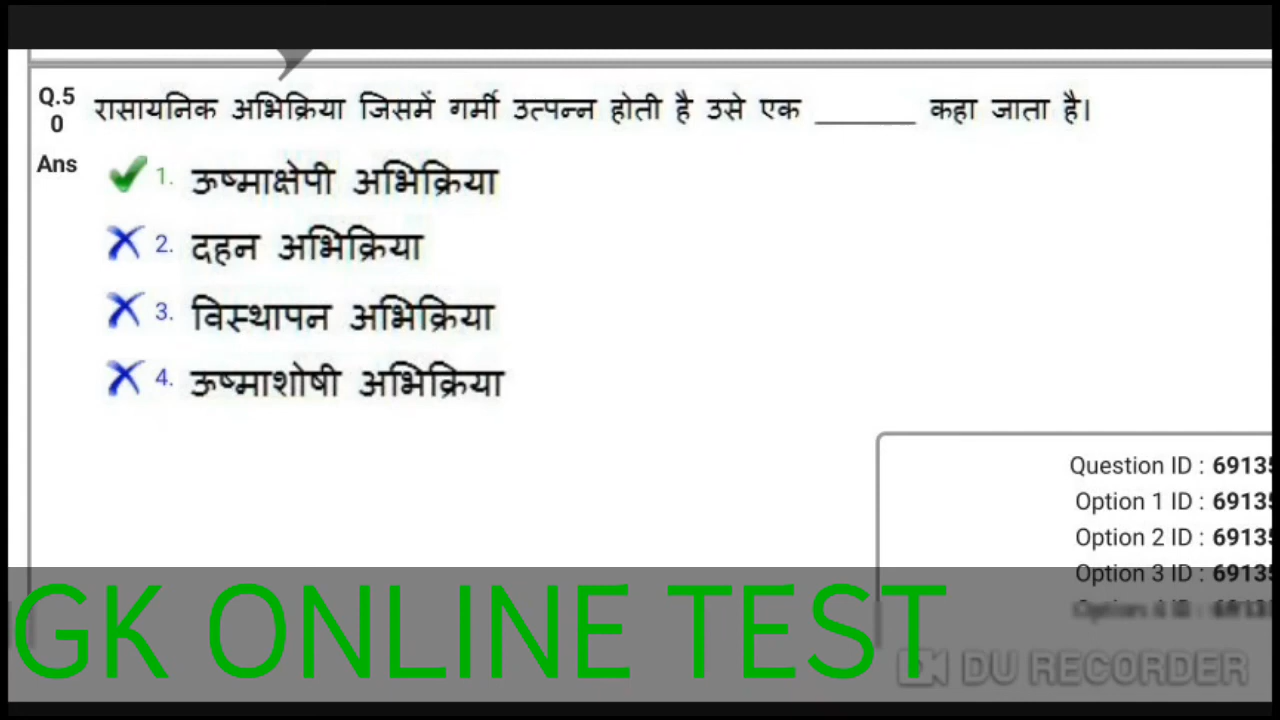 Q.5
0
रासायनिक अभिक्रिया जिसमें गर्मी उत्पन्न होती है उसे एक _______ कहा जाता है।
Ans
1. ऊष्माक्षेपी अभिक्रिया
2. दहन अभिक्रिया
3. विस्थापन अभिक्रिया
4. ऊष्माशोषी अभिक्रिया
Question ID : 6913
Option 1 ID : 6913
Option 2 ID : 6913
Option 3 ID : 6913
GK ONLINE TEST
DU RECORDER